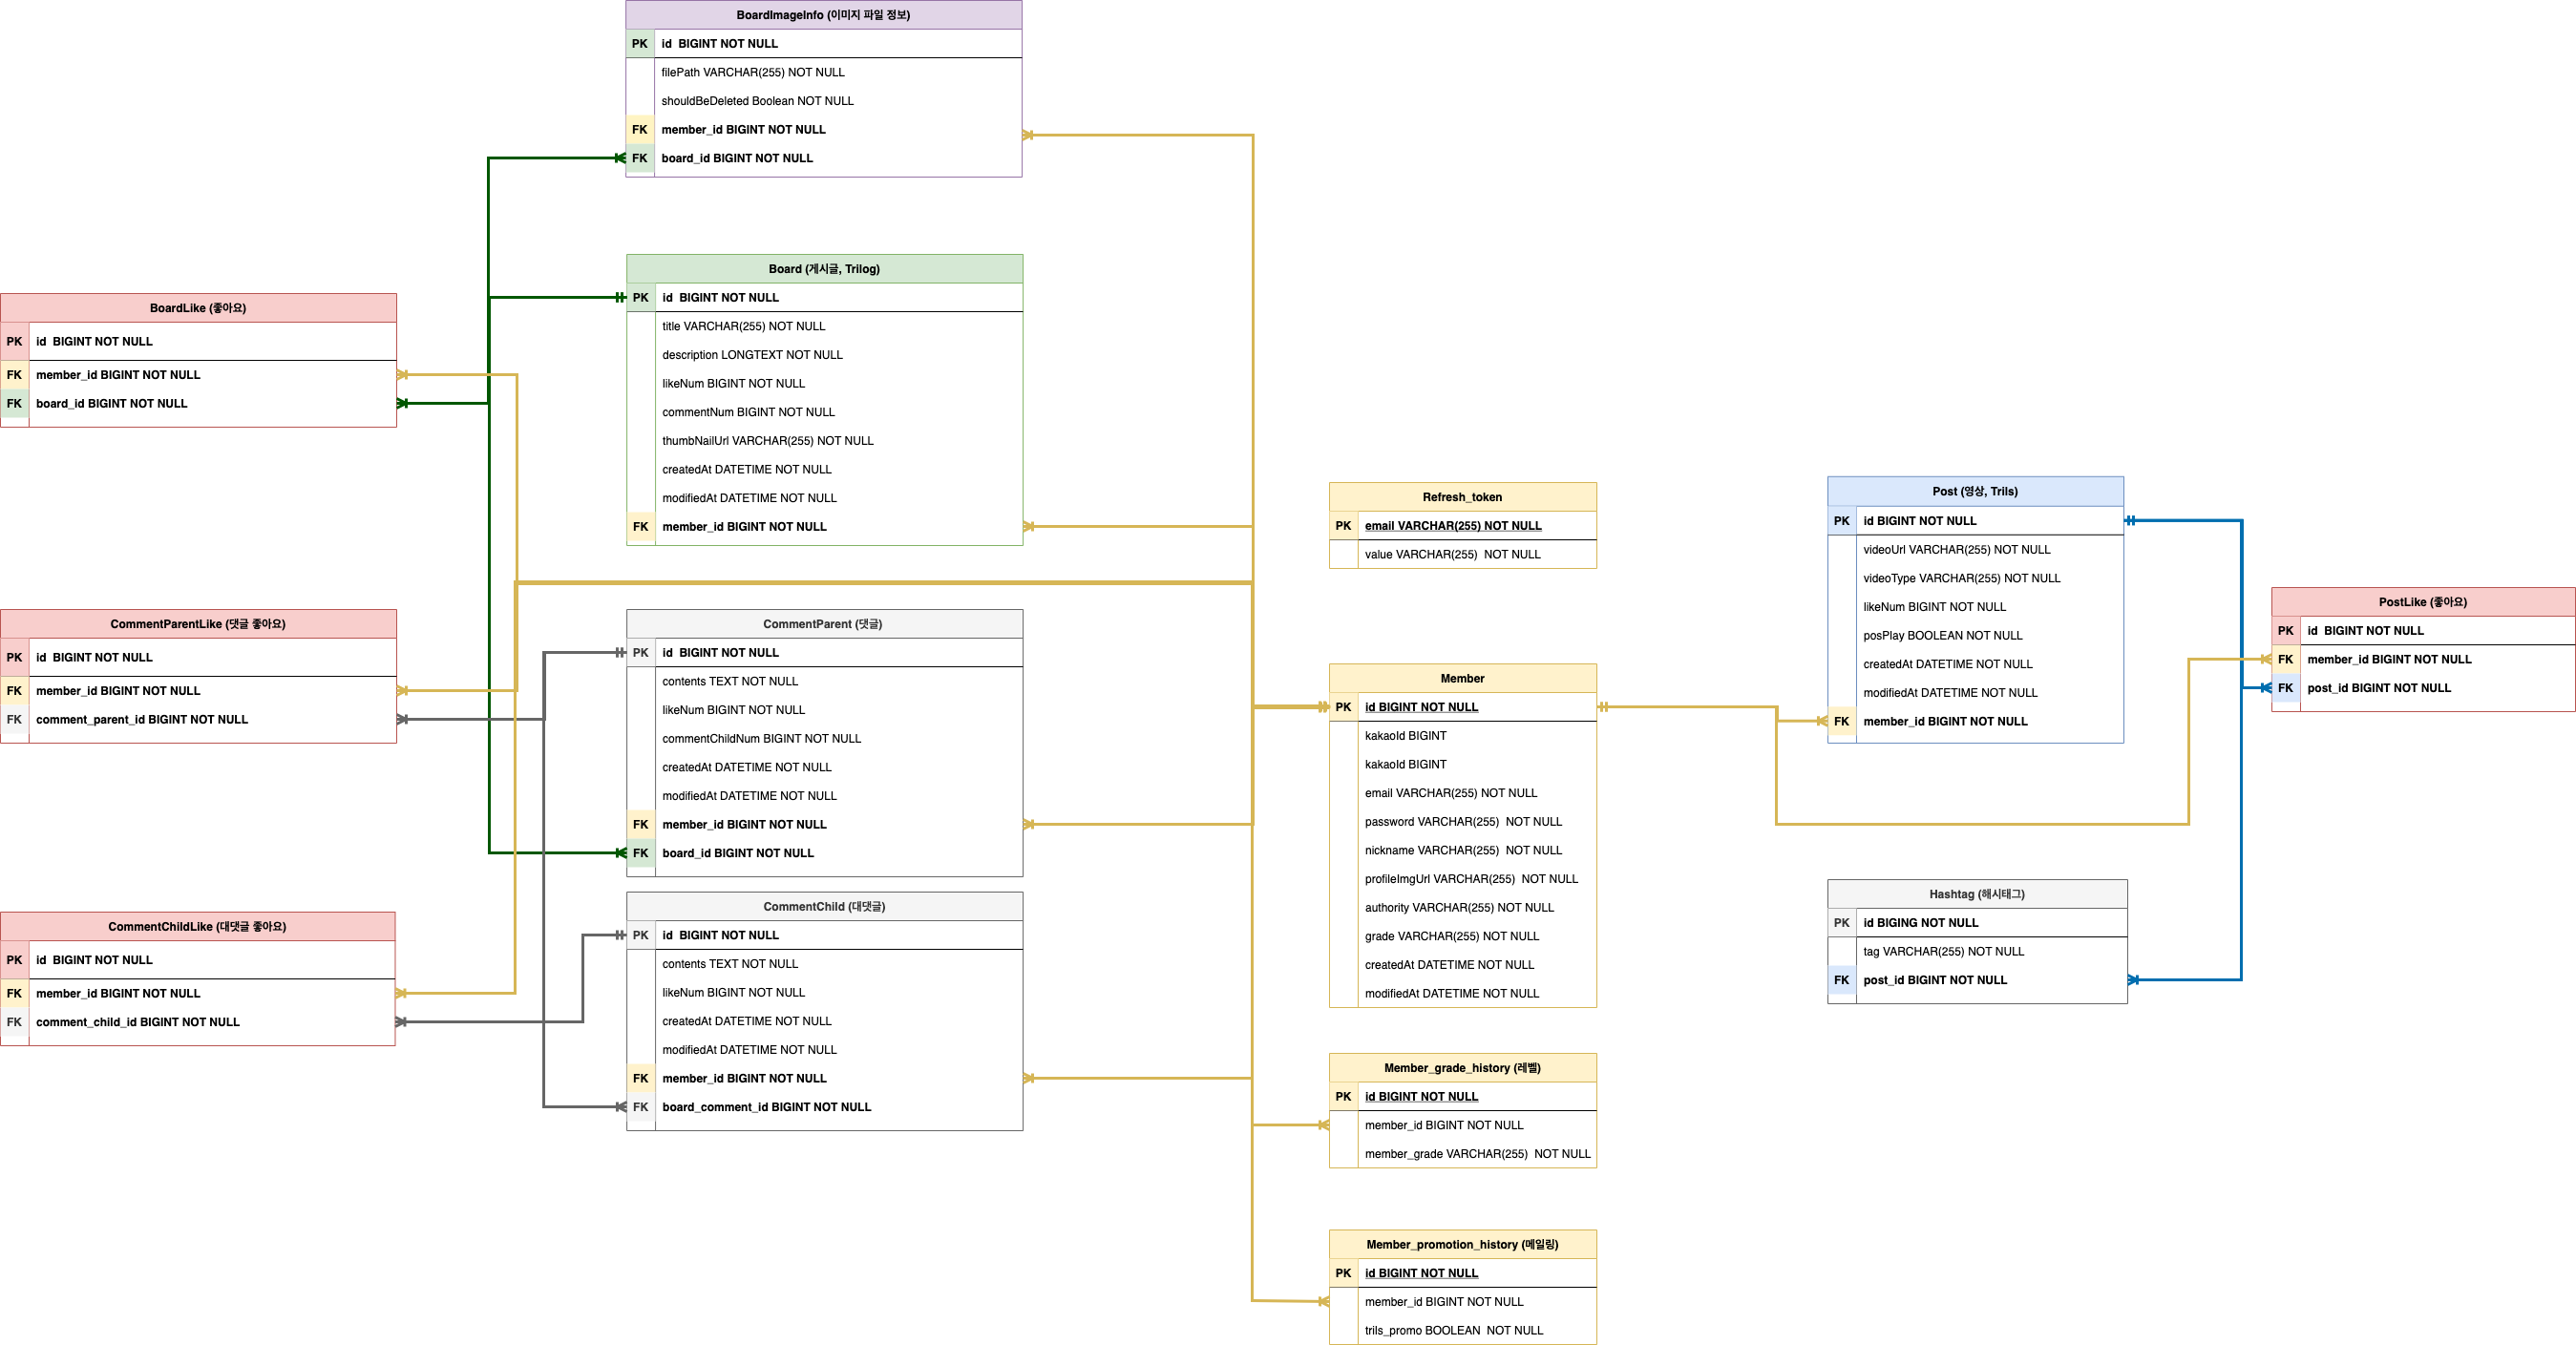 BoardImageInfo (이미지 파일 정보)
PK id BIGINT NOT NULL
filePath VARCHAR(255) NOT NULL
shouldBeDeleted Boolean NOT NULL
FK member_id BIGINT NOT NULL
FK board_id BIGINT NOT NULL
Board (게시글, Trilog)
PK id BIGINT NOT NULL
title VARCHAR(255) NOT NULL
description LONGTEXT NOT NULL
likeNum BIGINT NOT NULL
commentNum BIGINT NOT NULL
thumbNailUrl VARCHAR(255) NOT NULL
createdAt DATETIME NOT NULL
modifiedAt DATETIME NOT NULL
FK member_id BIGINT NOT NULL
BoardLike (좋아요)
PK id BIGINT NOT NULL
FK member_id BIGINT NOT NULL
FK board_id BIGINT NOT NULL
CommentParentLike (댓글 좋아요)
PK id BIGINT NOT NULL
FK member_id BIGINT NOT NULL
FK comment_parent_id BIGINT NOT NULL
CommentChildLike (대댓글 좋아요)
PK id BIGINT NOT NULL
FK member_id BIGINT NOT NULL
FK comment_child_id BIGINT NOT NULL
CommentParent (댓글)
PK id BIGINT NOT NULL
contents TEXT NOT NULL
likeNum BIGINT NOT NULL
commentChildNum BIGINT NOT NULL
createdAt DATETIME NOT NULL
modifiedAt DATETIME NOT NULL
FK member_id BIGINT NOT NULL
FK board_id BIGINT NOT NULL
CommentChild (대댓글)
PK id BIGINT NOT NULL
contents TEXT NOT NULL
likeNum BIGINT NOT NULL
createdAt DATETIME NOT NULL
modifiedAt DATETIME NOT NULL
FK member_id BIGINT NOT NULL
FK board_comment_id BIGINT NOT NULL
Refresh_token
PK email VARCHAR(255) NOT NULL
value VARCHAR(255) NOT NULL
Member
PK id BIGINT NOT NULL
kakaoId BIGINT
kakaoId BIGINT
email VARCHAR(255) NOT NULL
password VARCHAR(255) NOT NULL
nickname VARCHAR(255) NOT NULL
profileImgUrl VARCHAR(255) NOT NULL
authority VARCHAR(255) NOT NULL
grade VARCHAR(255) NOT NULL
createdAt DATETIME NOT NULL
modifiedAt DATETIME NOT NULL
Member_grade_history (레벨)
PK id BIGINT NOT NULL
member_id BIGINT NOT NULL
member_grade VARCHAR(255) NOT NULL
Member_promotion_history (메일링)
PK id BIGINT NOT NULL
member_id BIGINT NOT NULL
trils_promo BOOLEAN NOT NULL
Post (영상, Trils)
PK id BIGINT NOT NULL
videoUrl VARCHAR(255) NOT NULL
videoType VARCHAR(255) NOT NULL
likeNum BIGINT NOT NULL
posPlay BOOLEAN NOT NULL
createdAt DATETIME NOT NULL
modifiedAt DATETIME NOT NULL
FK member_id BIGINT NOT NULL
Hashtag (해시태그)
PK id BIGING NOT NULL
tag VARCHAR(255) NOT NULL
FK post_id BIGINT NOT NULL
PostLike (좋아요)
PK id BIGINT NOT NULL
FK member_id BIGINT NOT NULL
FK post_id BIGINT NOT NULL